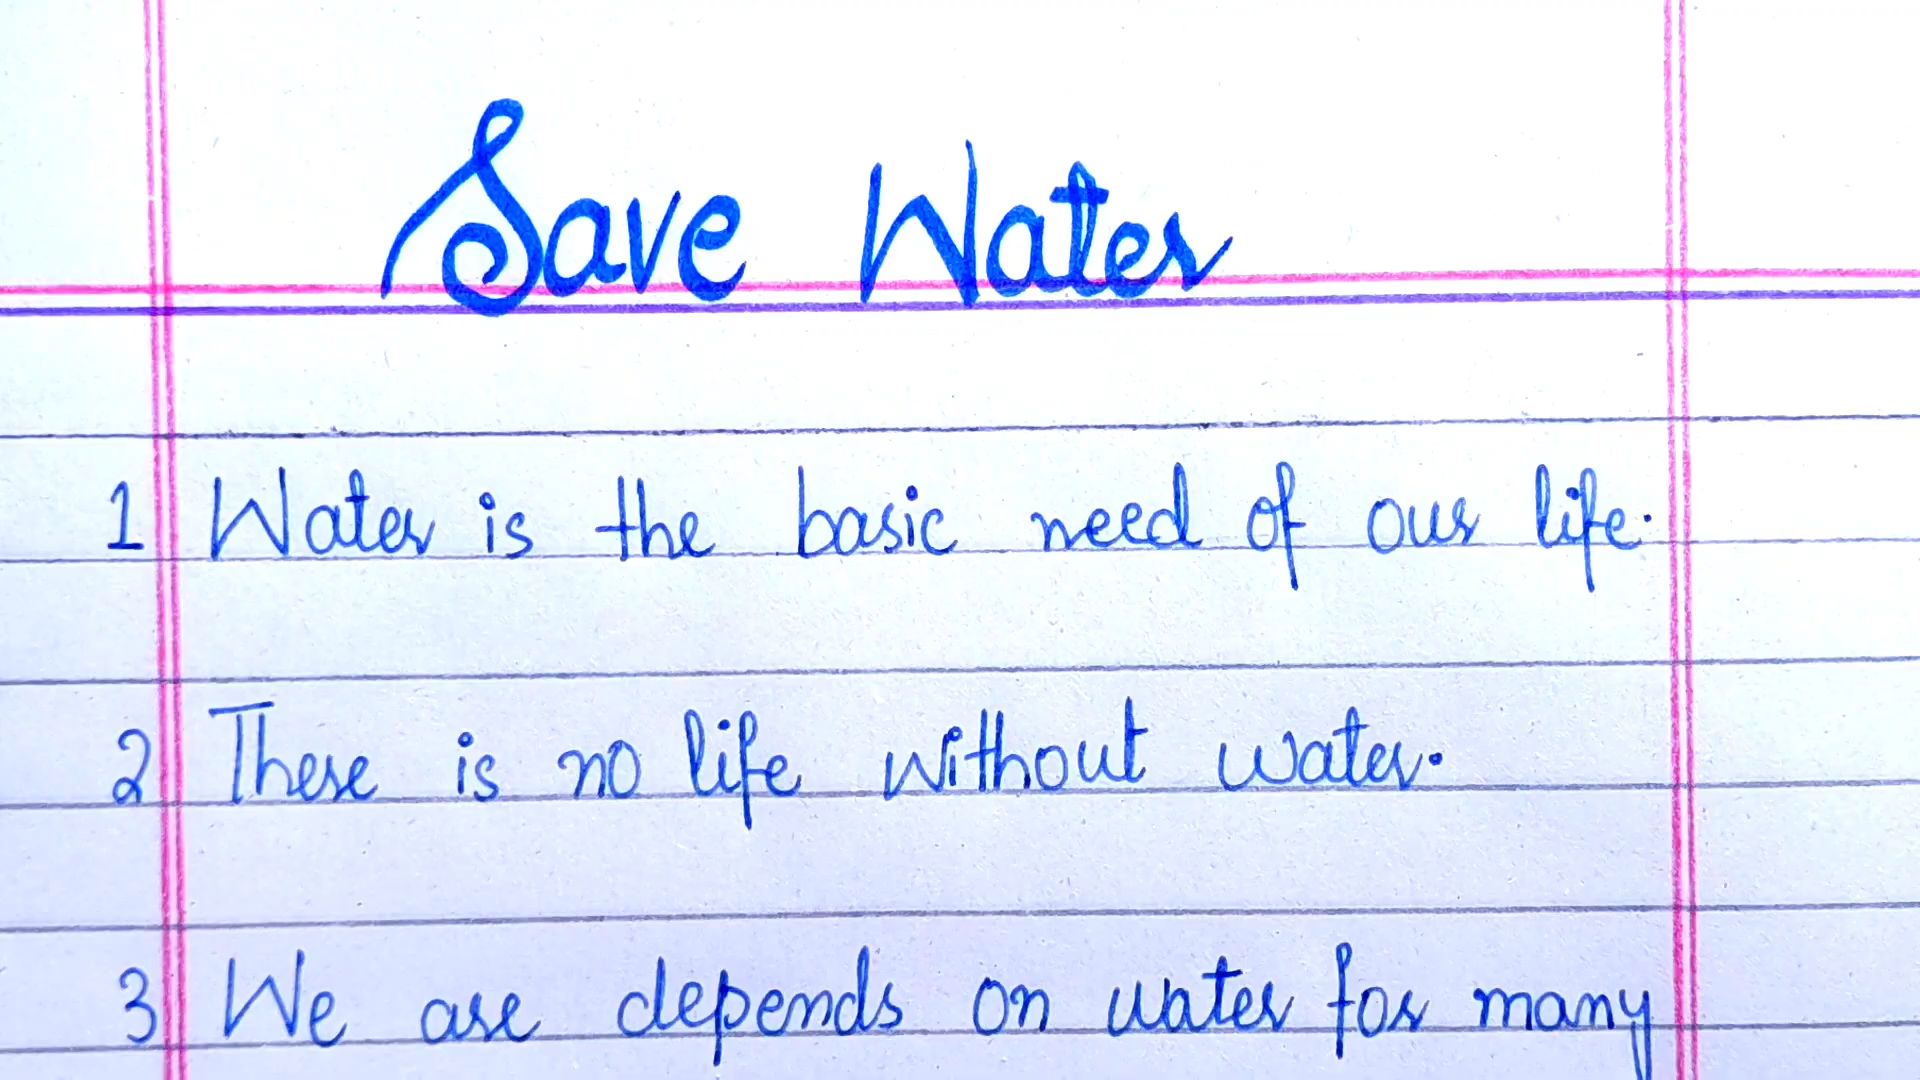 Save Water
1 Water is the basic need of our life.
2 There is no life without water.
3 We are depends on water for many